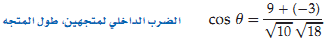 cos θ = 9 + (−3) / √10 √18 الضرب الداخلي لمتجهين، طول المتجه